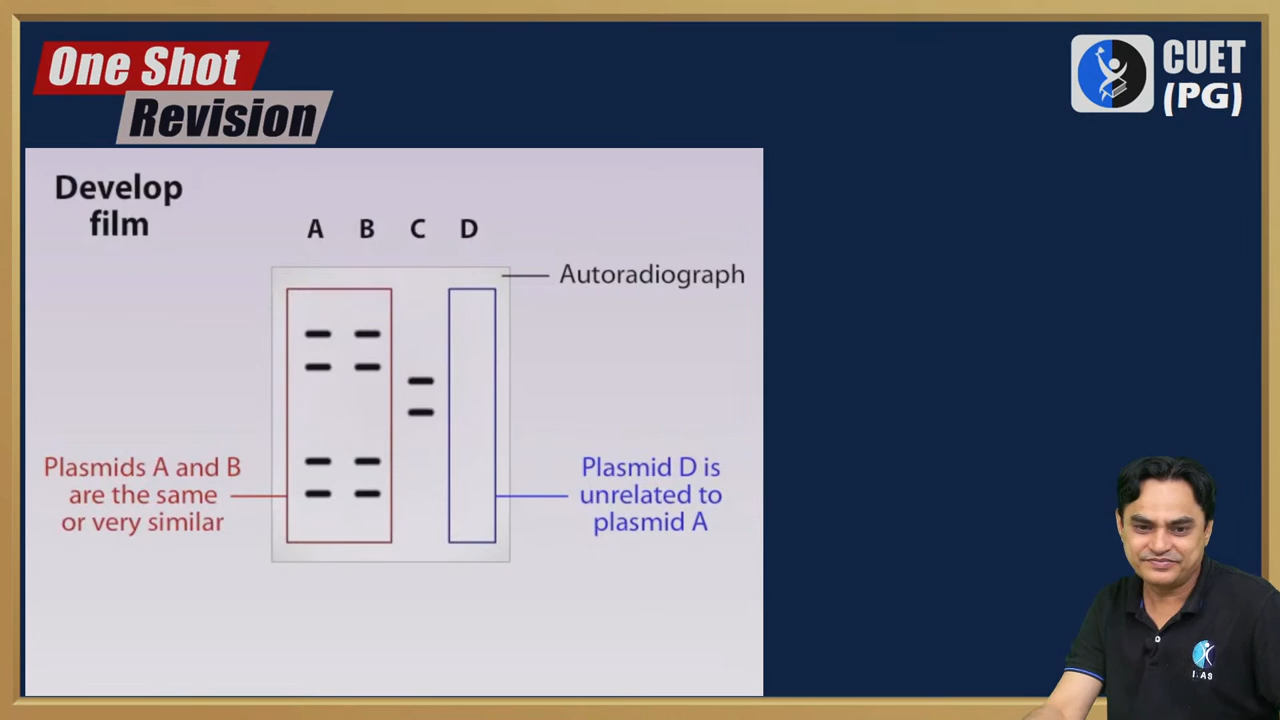 One Shot
Revision
CUET
(PG)
Develop
film
A B C D
Autoradiograph
Plasmids A and B
are the same
or very similar
Plasmid D is
unrelated to
plasmid A